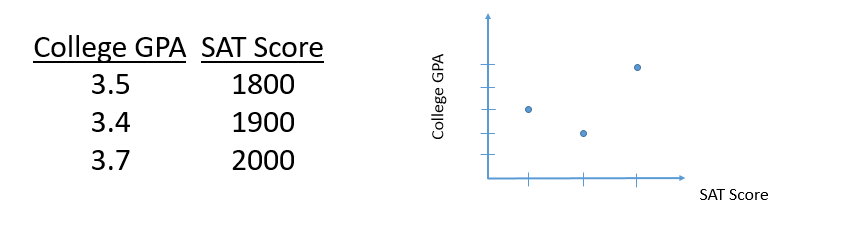 College GPA SAT Score
3.5 1800
3.4 1900
3.7 2000
College GPA
SAT Score